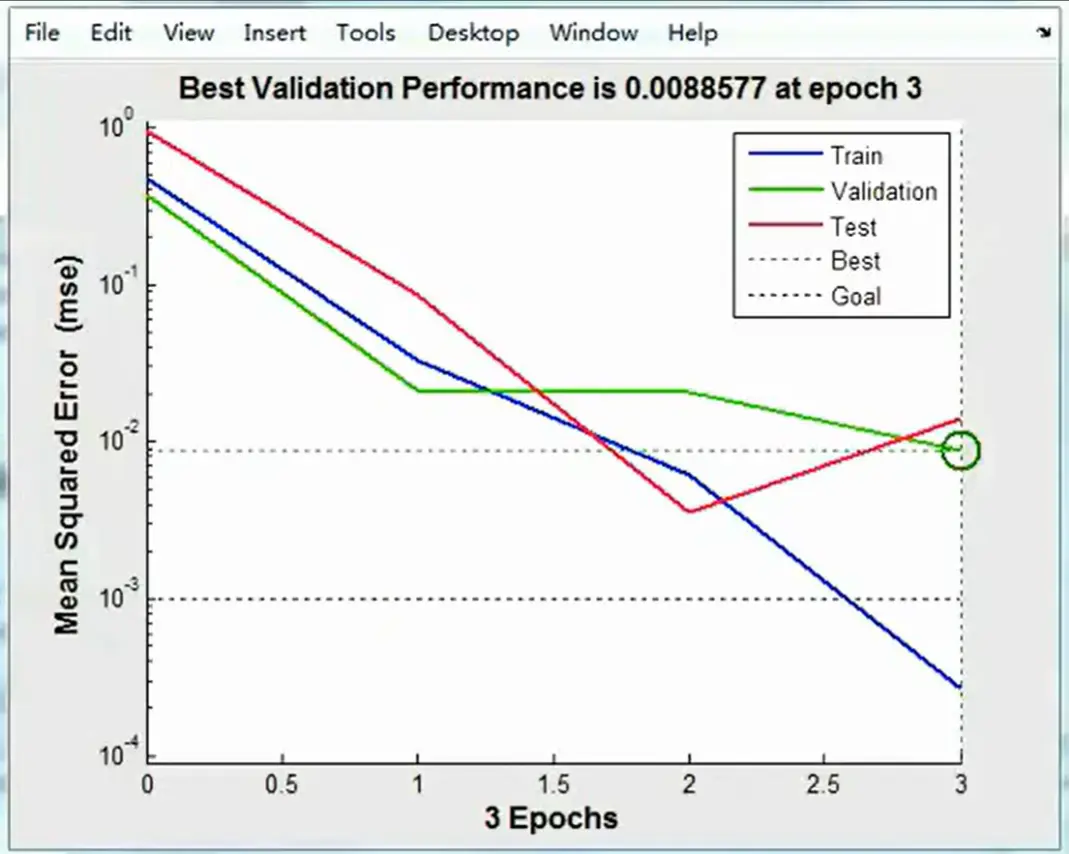 File Edit View Insert Tools Desktop Window Help
Best Validation Performance is 0.0088577 at epoch 3
Mean Squared Error (mse)
10^0
10^-1
10^-2
10^-3
10^-4
Train
Validation
Test
Best
Goal
0 0.5 1 1.5 2 2.5 3
3 Epochs